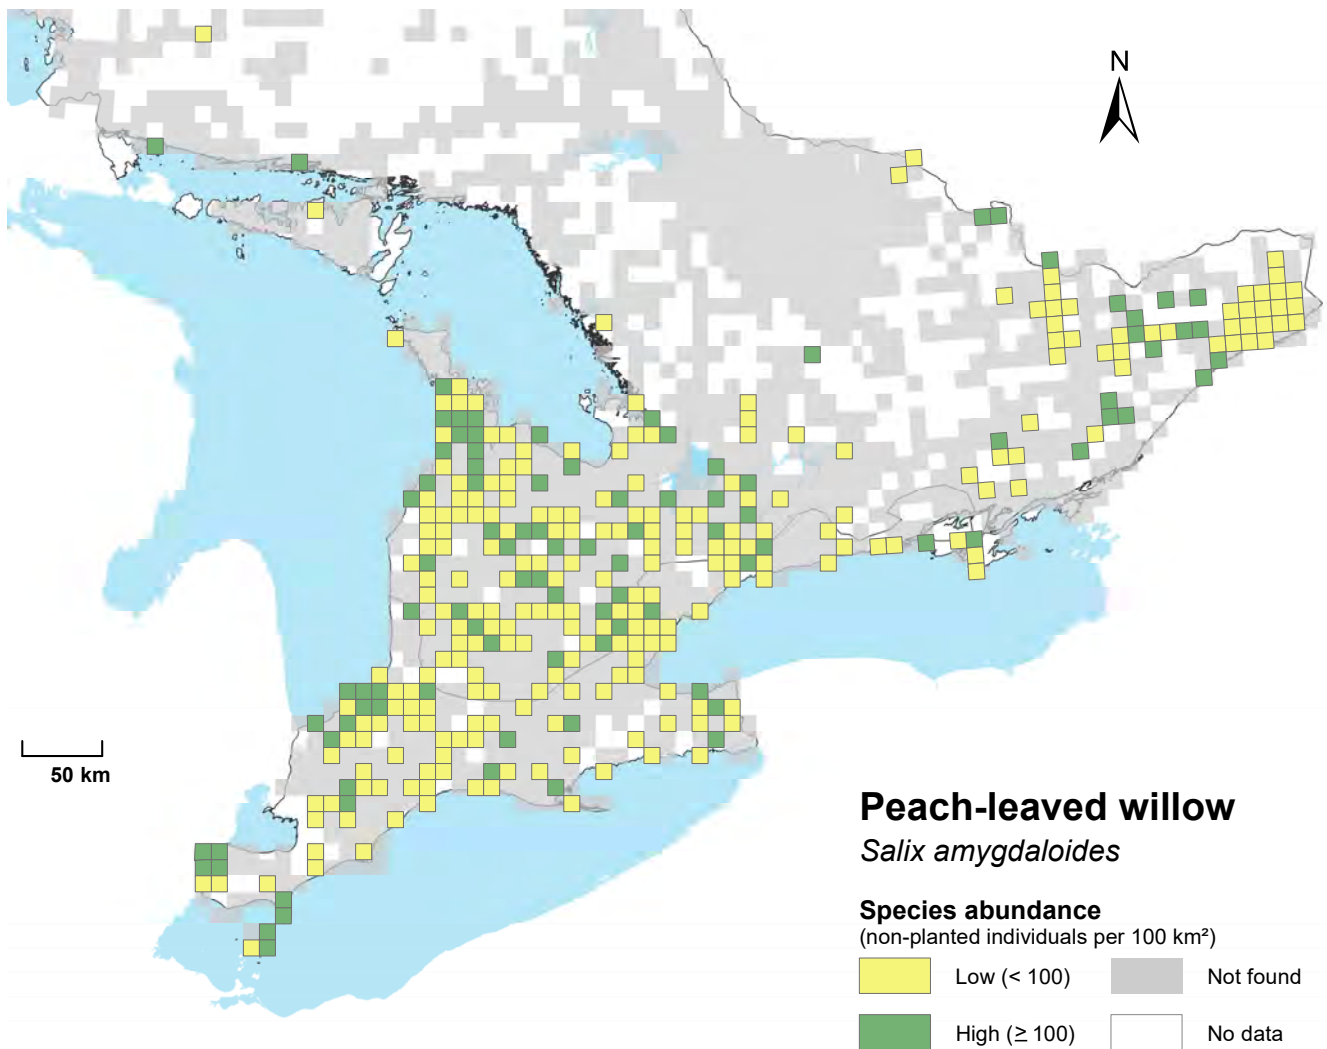 N
50 km
Peach-leaved willow
Salix amygdaloides
Species abundance
(non-planted individuals per 100 km²)
Low (< 100)
Not found
High (≥ 100)
No data